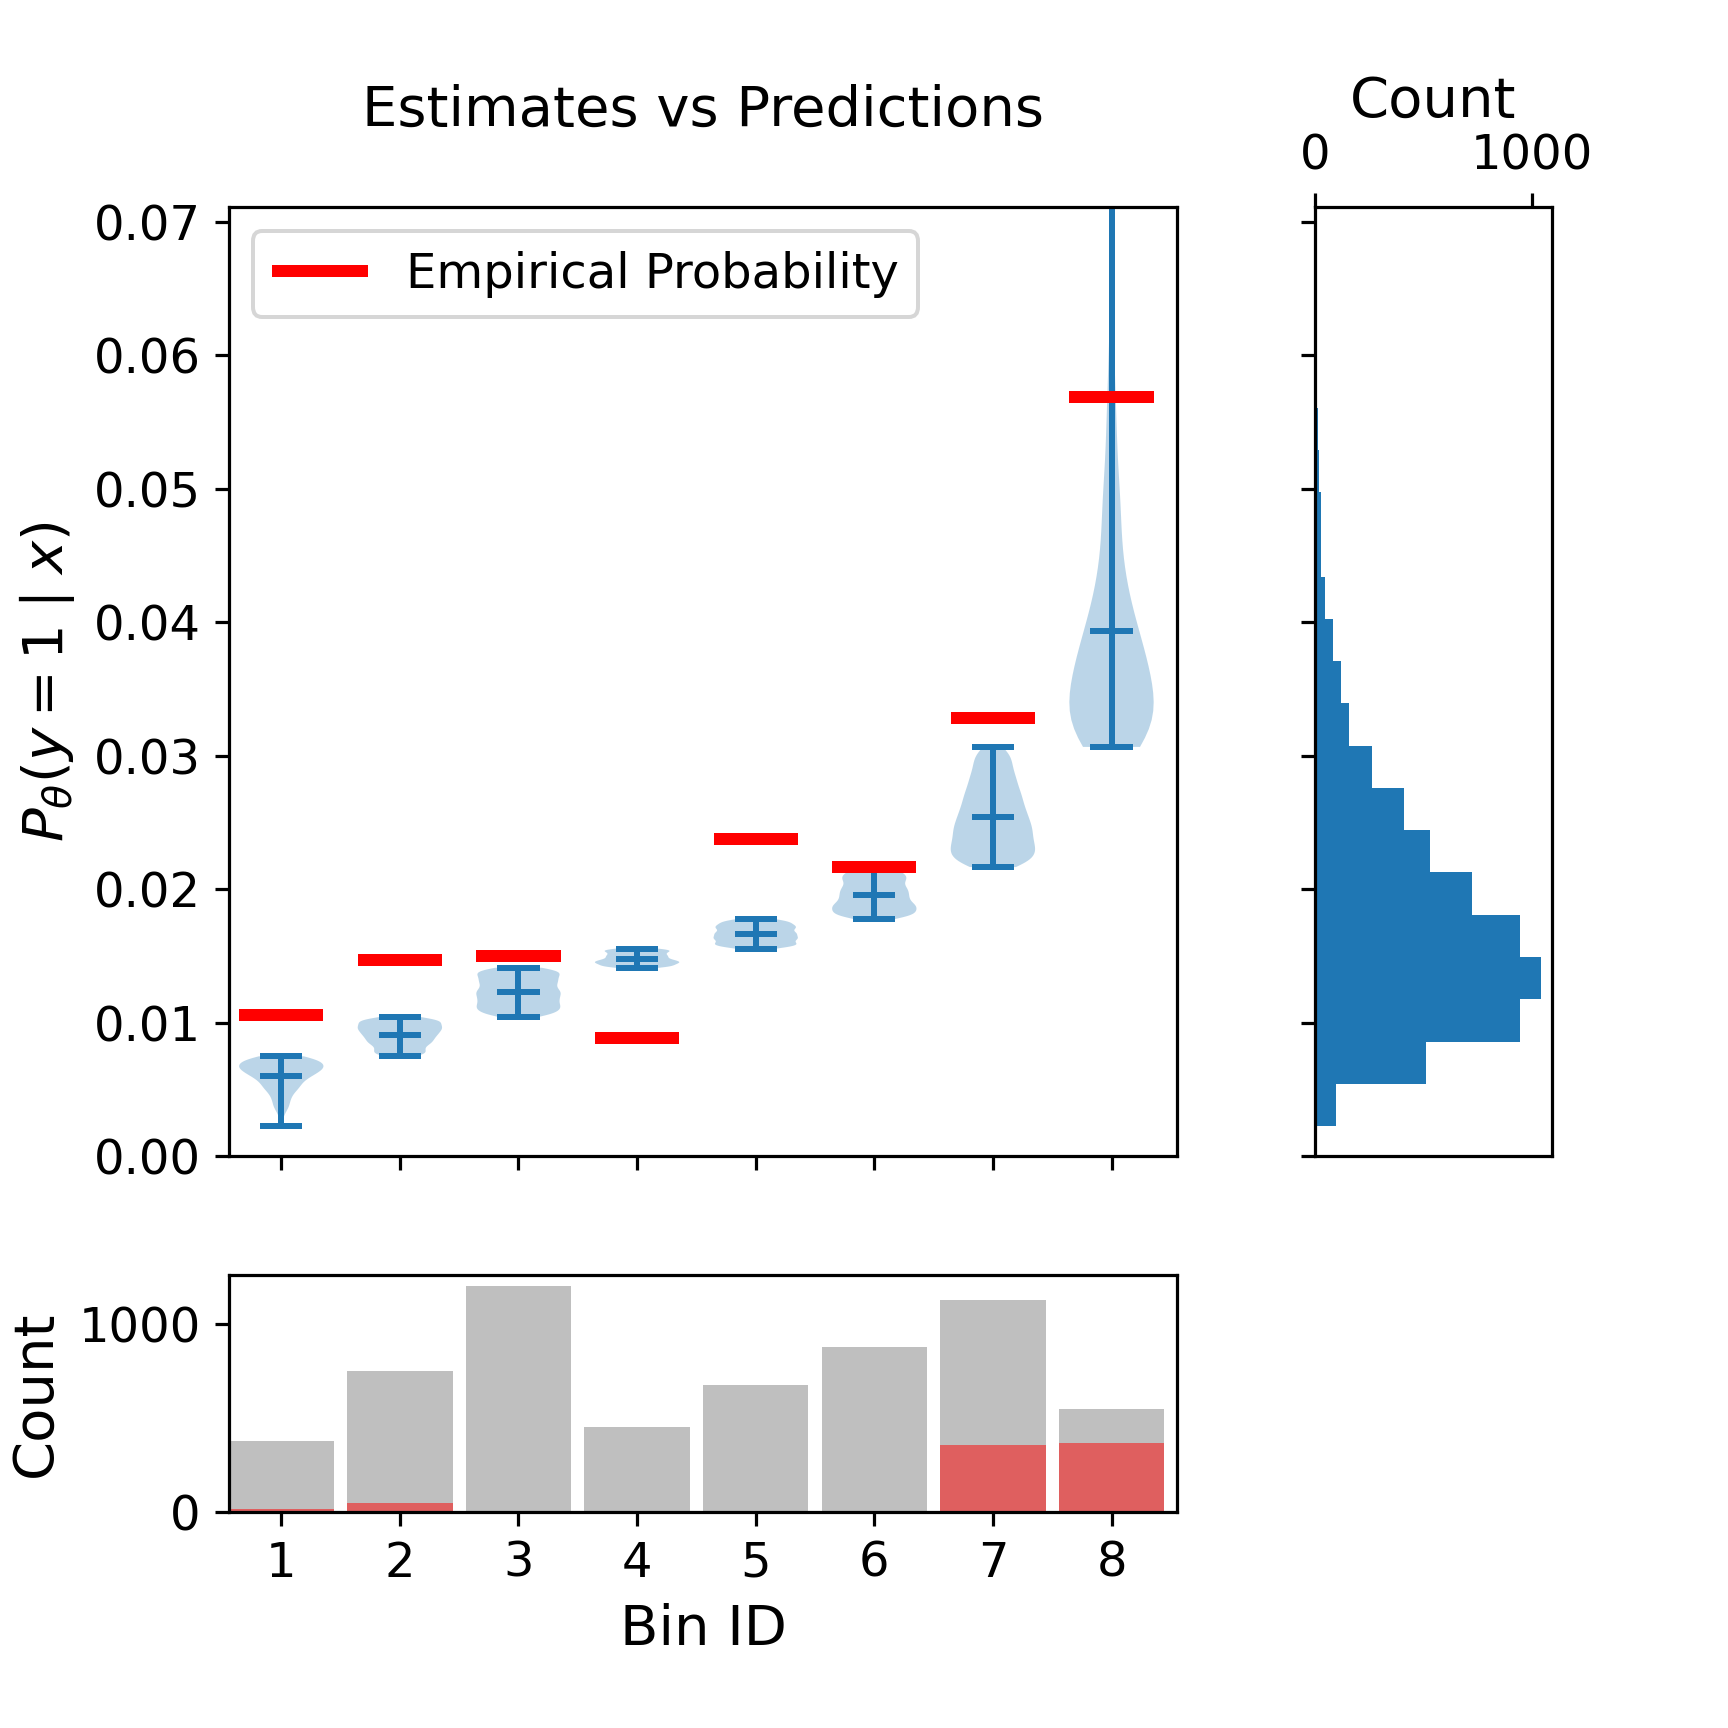 Estimates vs Predictions
Count
0 1000
0.07
Empirical Probability
0.06
0.05
0.04
0.03
0.02
0.01
0.00
P_θ(y = 1 | x)
1000
0
Count
1 2 3 4 5 6 7 8
Bin ID